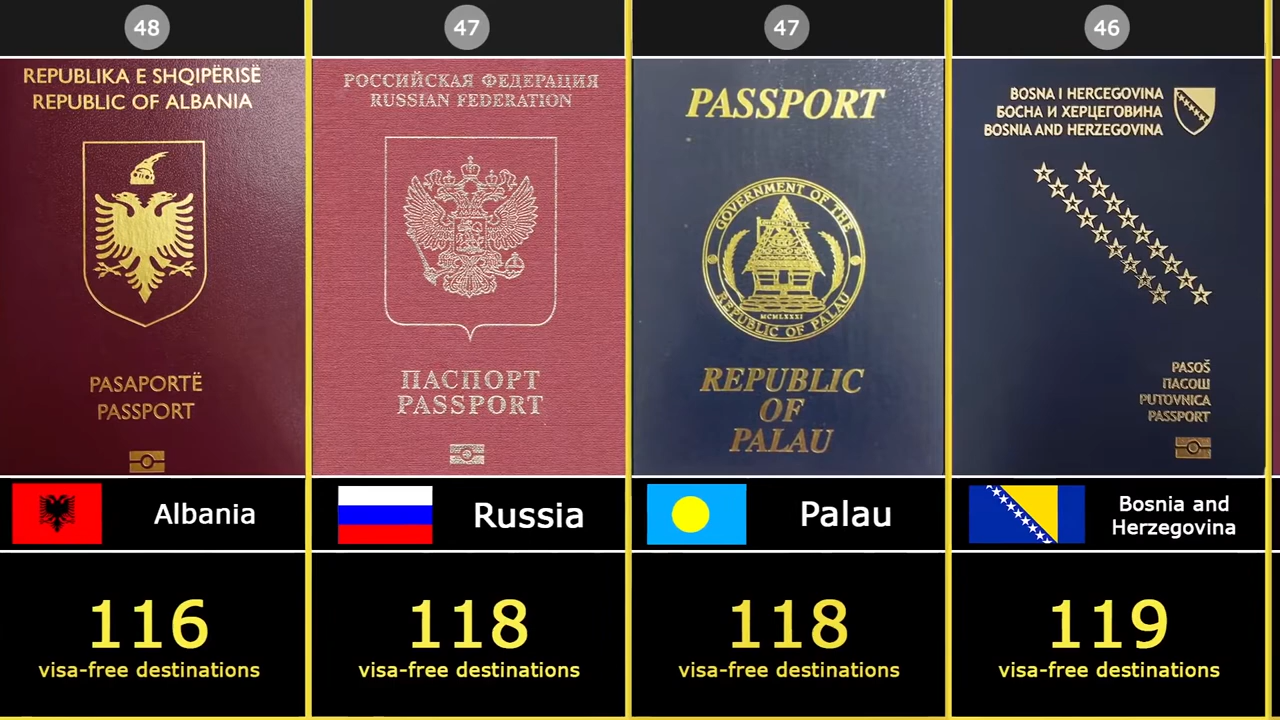 48
REPUBLIKA E SHQIPËRISË
REPUBLIC OF ALBANIA
PASAPORTË
PASSPORT
Albania
116
visa-free destinations
47
РОССИЙСКАЯ ФЕДЕРАЦИЯ
RUSSIAN FEDERATION
ПАСПОРТ
PASSPORT
Russia
118
visa-free destinations
47
PASSPORT
GOVERNMENT OF THE
MCMLXXXI
REPUBLIC OF PALAU
REPUBLIC
OF
PALAU
Palau
118
visa-free destinations
46
BOSNA I HERCEGOVINA
БОСНА И ХЕРЦЕГОВИНА
BOSNIA AND HERZEGOVINA
PASOŠ
ПАСОШ
PUTOVNICA
PASSPORT
Bosnia and
Herzegovina
119
visa-free destinations